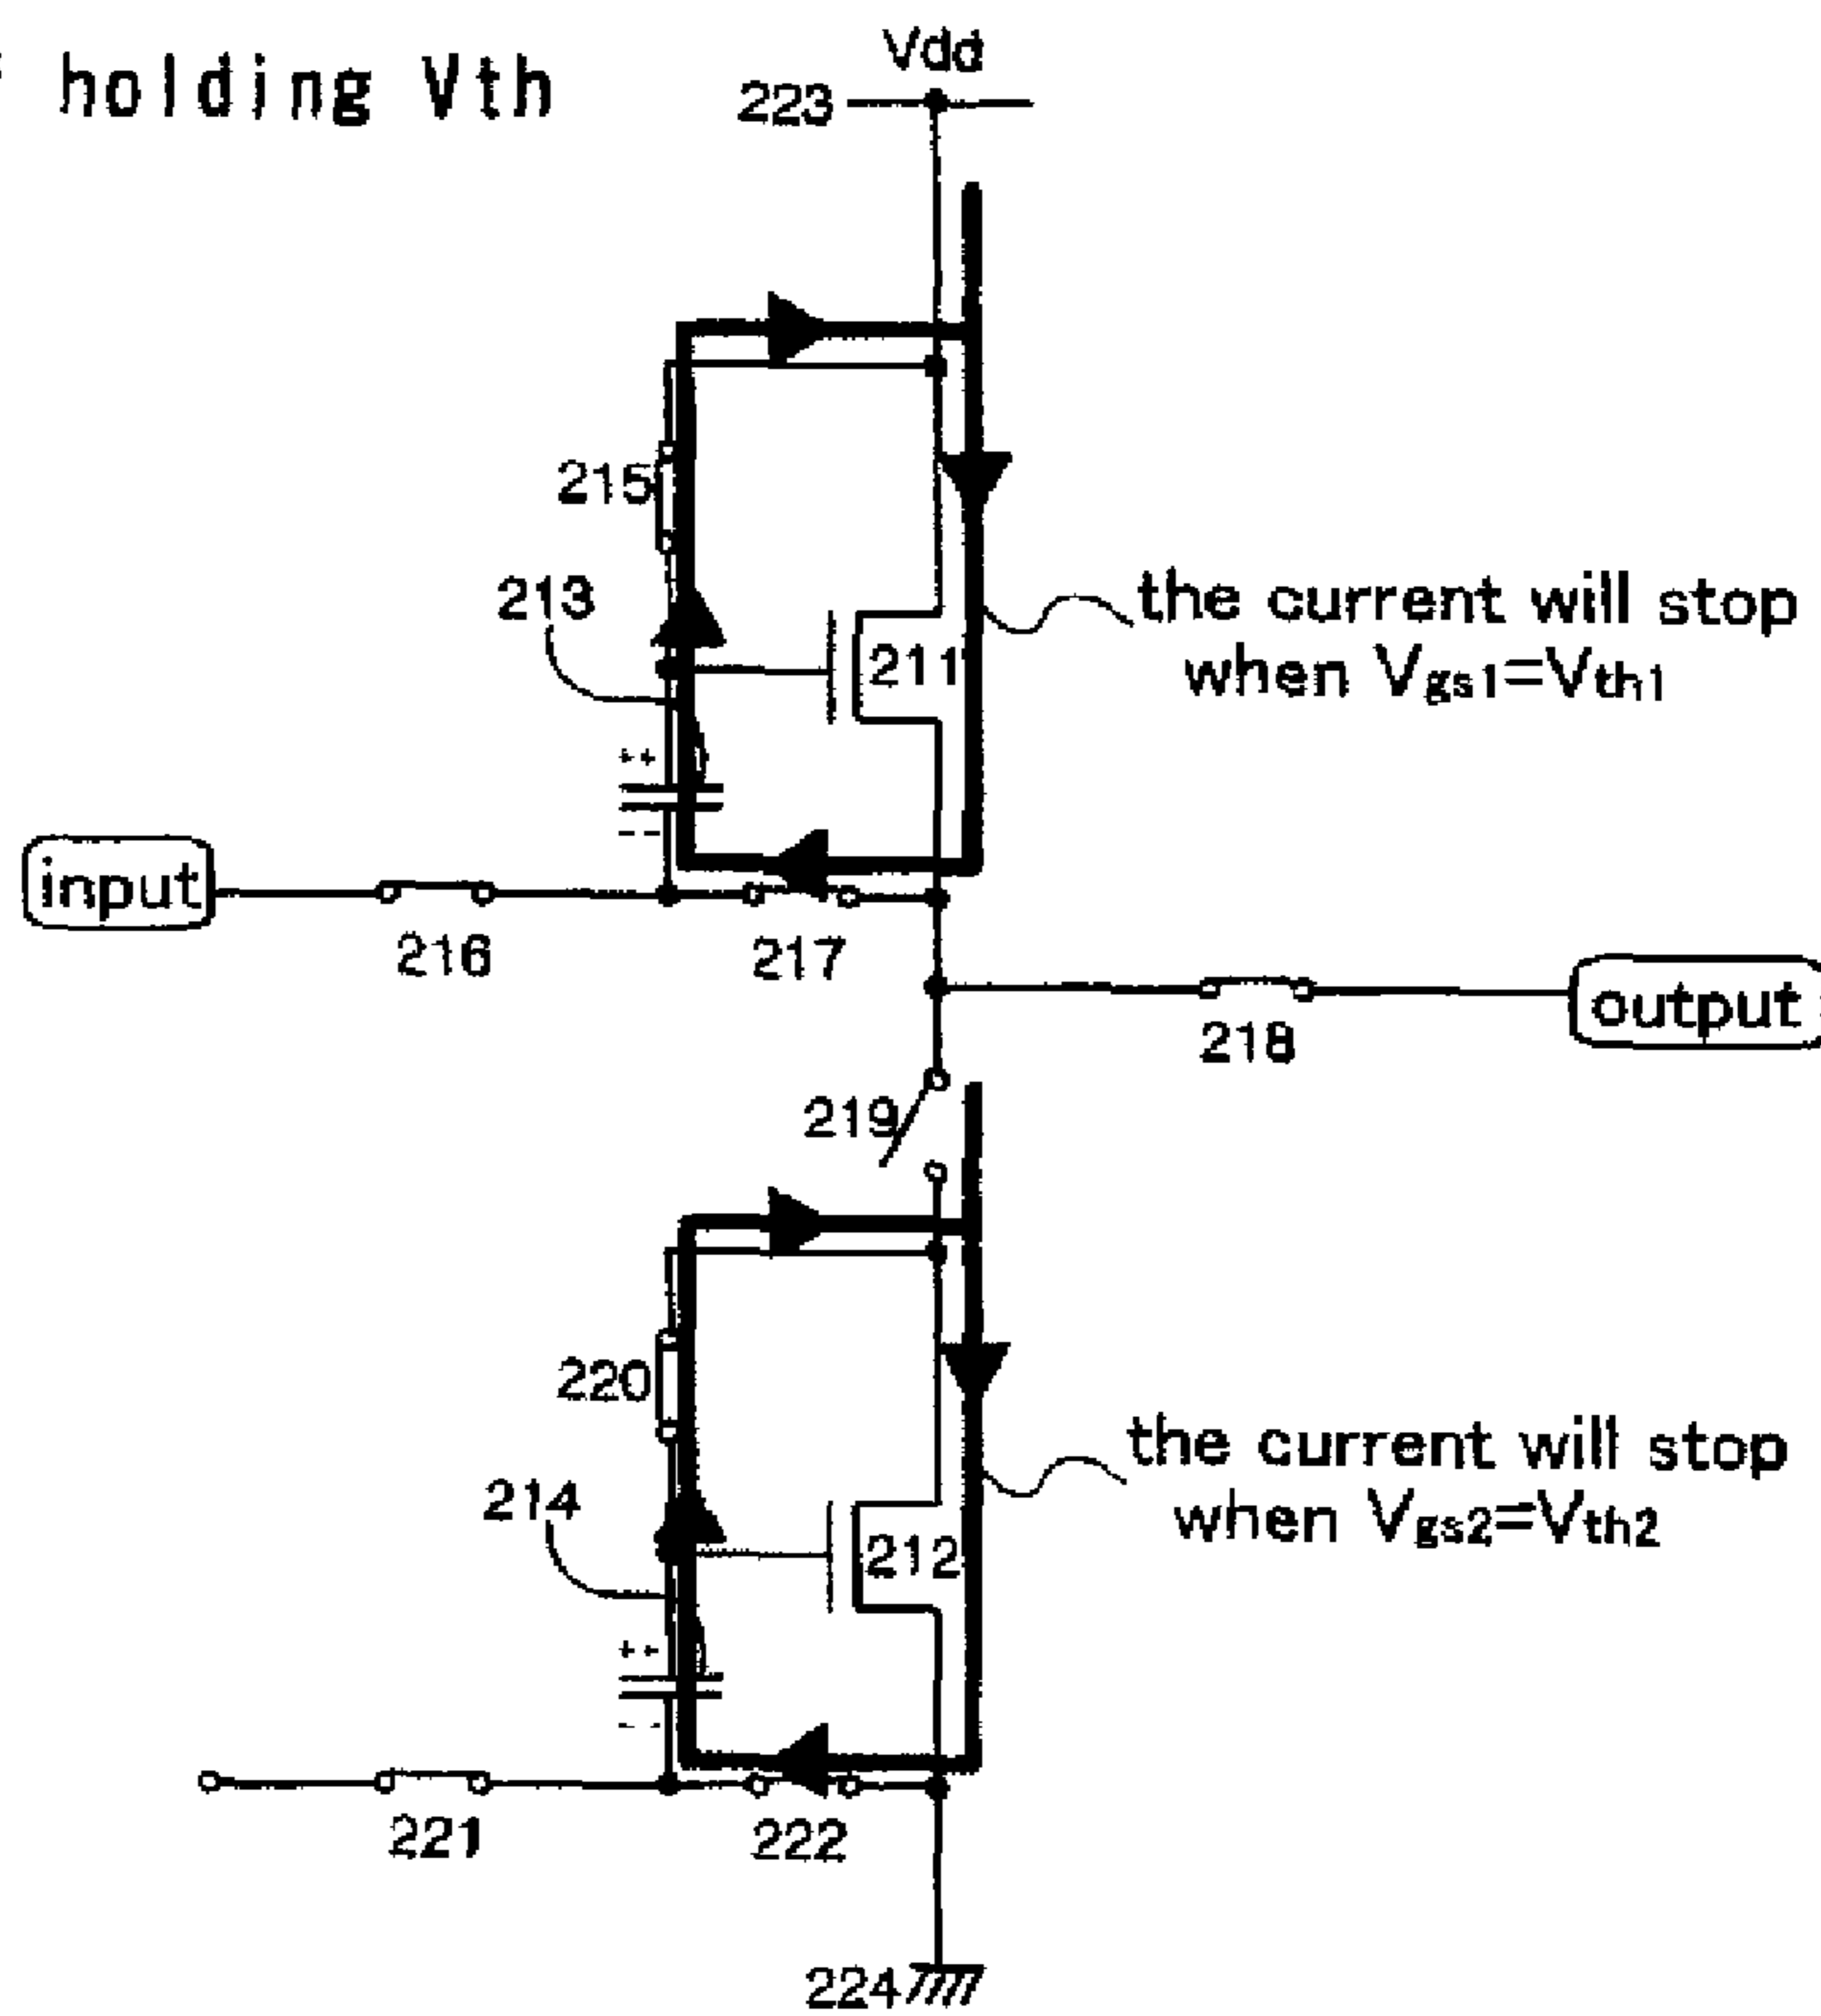 holding Vth
Vdd
223
215
213
the current will stop
when Vgs1=Vth1
211
++
--
input
216
217
output
218
219
220
the current will stop
when Vgs2=Vth2
214
212
++
--
221
222
224